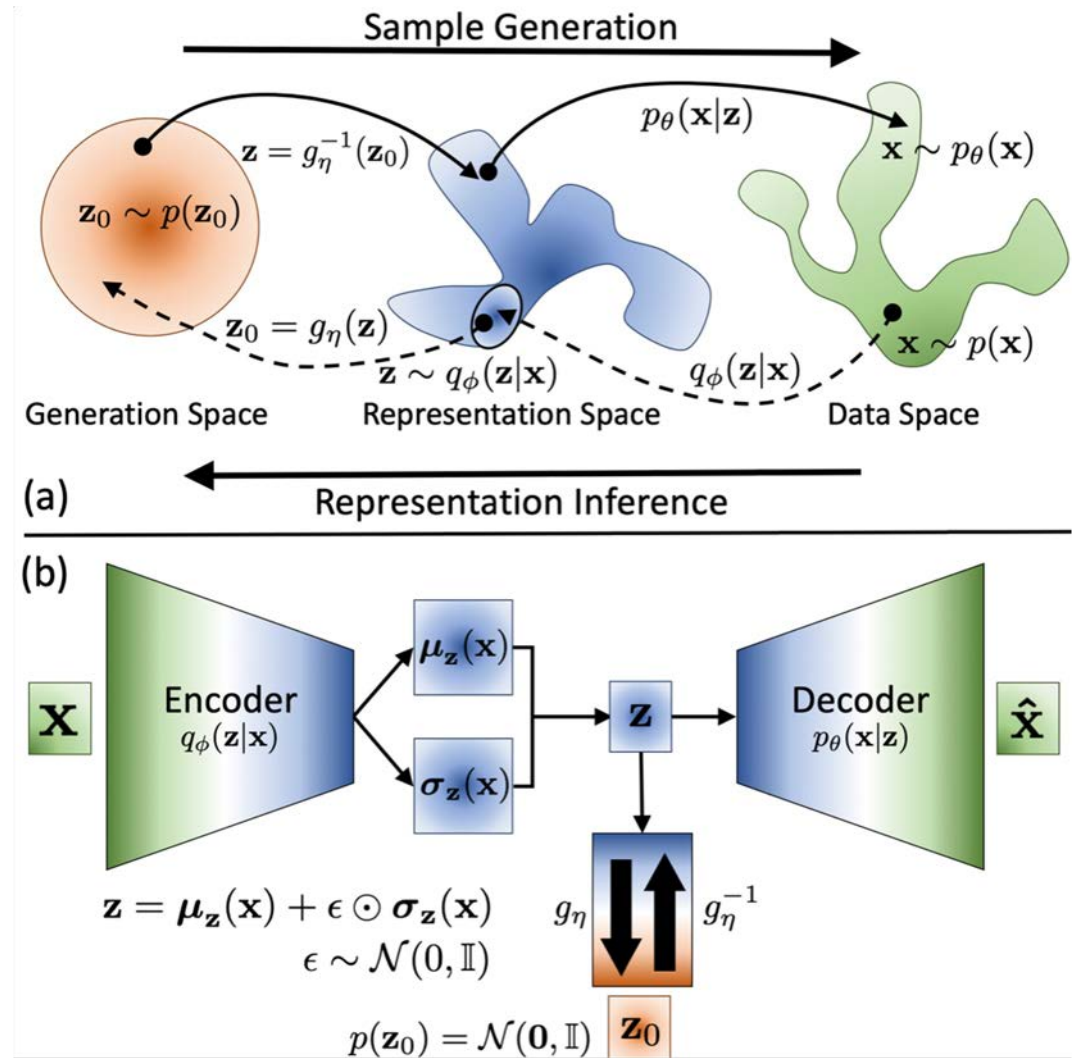 Sample Generation
z = g_η^{-1}(z_0)
p_θ(x|z)
x ∼ p_θ(x)
z_0 ∼ p(z_0)
z_0 = g_η(z)
z ∼ q_ϕ(z|x)
q_ϕ(z|x)
x ∼ p(x)
Generation Space
Representation Space
Data Space
(a)
Representation Inference
(b)
x
Encoder
q_ϕ(z|x)
μ_z(x)
σ_z(x)
z
Decoder
p_θ(x|z)
x̂
z = μ_z(x) + ϵ ⊙ σ_z(x)
ϵ ∼ 𝒩(0, 𝕀)
g_η
g_η^{-1}
p(z_0) = 𝒩(0, 𝕀)
z_0